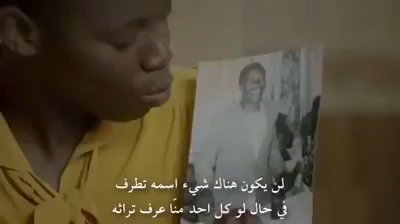 لن يكون هناك شيء اسمه تطرف
في حال لو كل احد منّا عرف تراثه